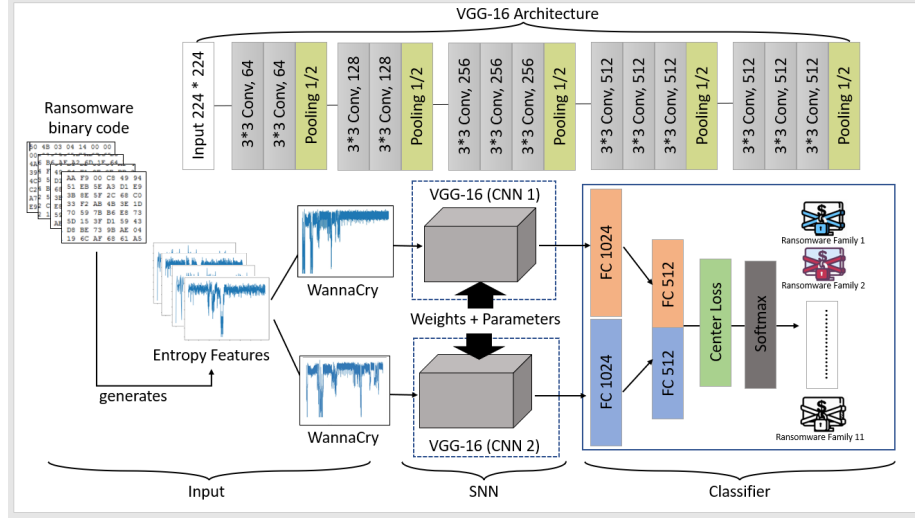 VGG-16 Architecture
Input 224 * 224
3*3 Conv, 64
3*3 Conv, 64
Pooling 1/2
3*3 Conv, 128
3*3 Conv, 128
Pooling 1/2
3*3 Conv, 256
3*3 Conv, 256
3*3 Conv, 256
Pooling 1/2
3*3 Conv, 512
3*3 Conv, 512
3*3 Conv, 512
Pooling 1/2
3*3 Conv, 512
3*3 Conv, 512
3*3 Conv, 512
Pooling 1/2
Ransomware
binary code
50 4B 03 04 14 00 00
AA F9 00 C8 49 94
51 EB 5E A3 D1 E9
3B 8E 5F 2C 68 C0
33 F2 AB 4B 3E 1D
70 59 7B B6 E8 73
5D 15 3F D1 59 43
D8 BE 73 9B AE 04
19 6C AF 68 61 A5
generates
Entropy Features
WannaCry
WannaCry
VGG-16 (CNN 1)
Weights + Parameters
VGG-16 (CNN 2)
FC 1024
FC 1024
FC 512
FC 512
Center Loss
Softmax
Ransomware Family 1
Ransomware Family 2
Ransomware Family 11
Input
SNN
Classifier